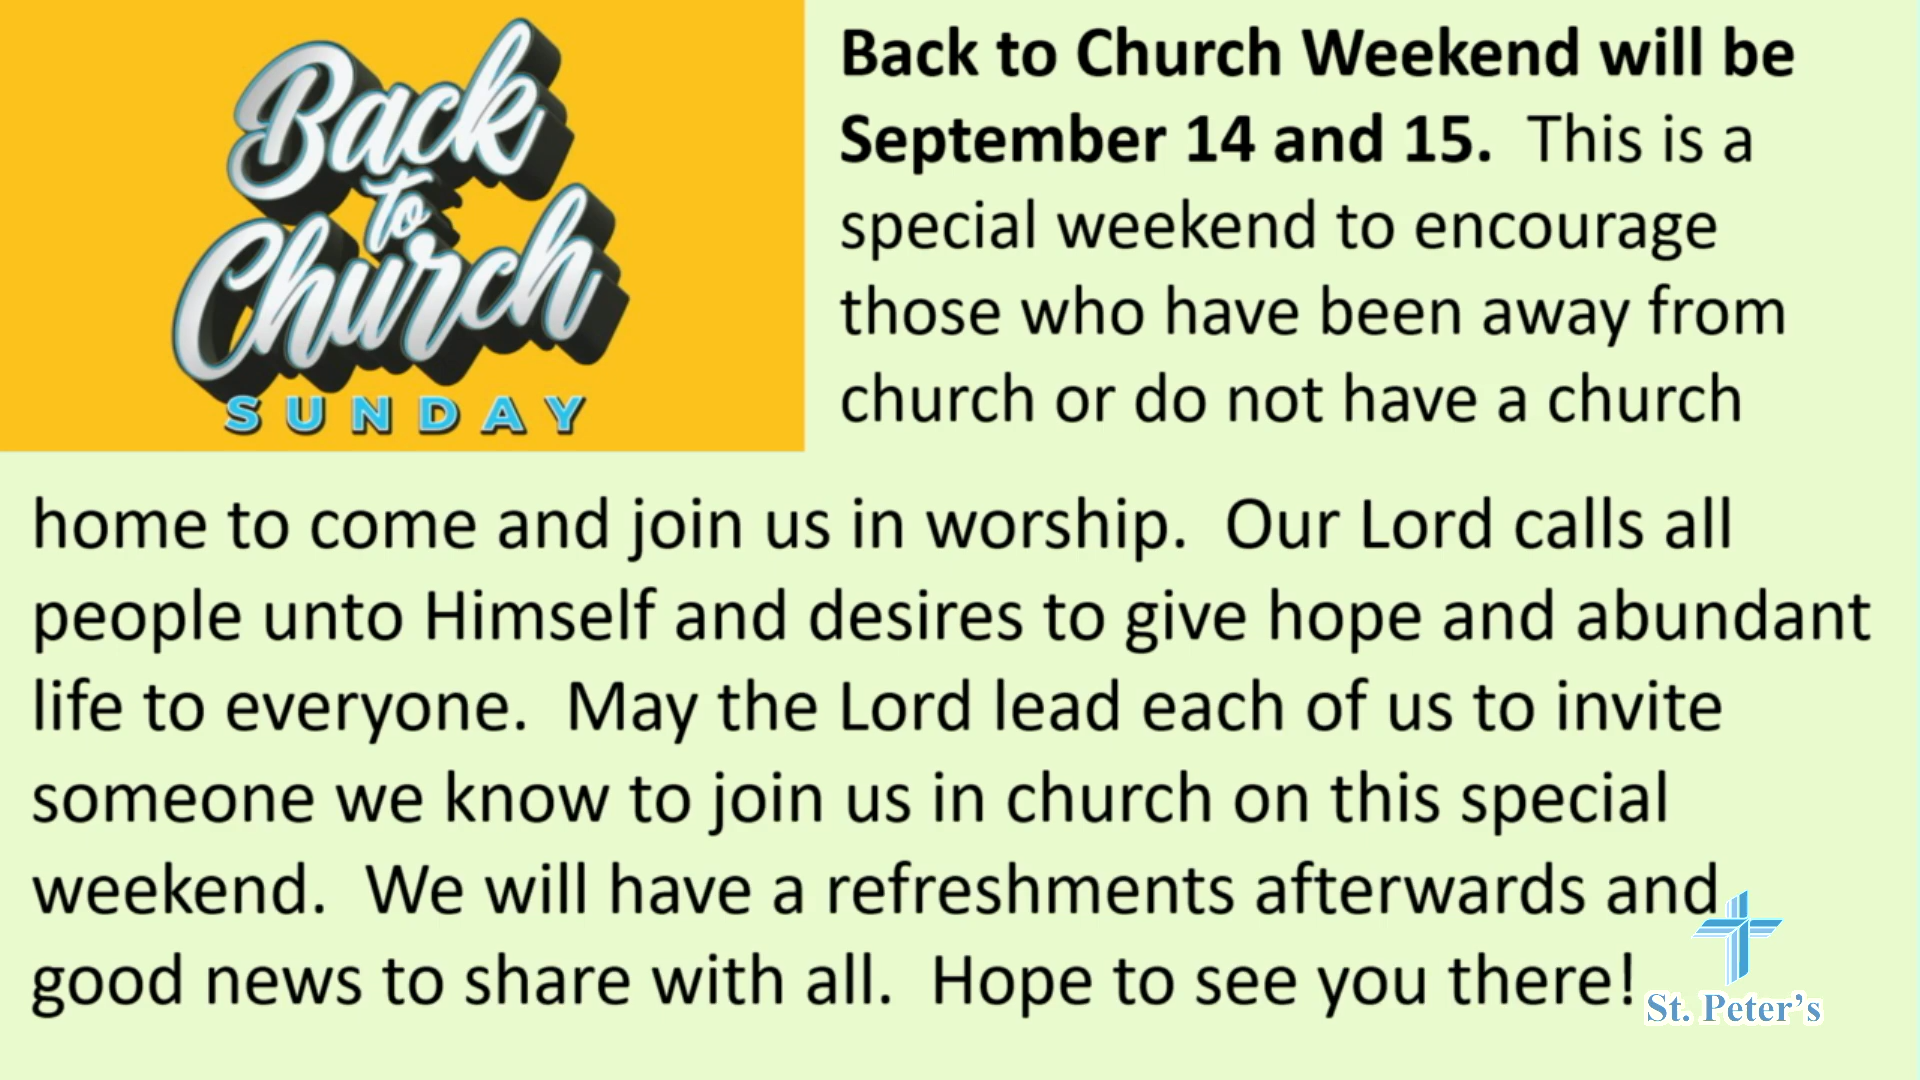 Back
to
Church
SUNDAY
Back to Church Weekend will be
September 14 and 15.  This is a
special weekend to encourage
those who have been away from
church or do not have a church
home to come and join us in worship.  Our Lord calls all
people unto Himself and desires to give hope and abundant
life to everyone.  May the Lord lead each of us to invite
someone we know to join us in church on this special
weekend.  We will have a refreshments afterwards and
good news to share with all.  Hope to see you there!
St. Peter's